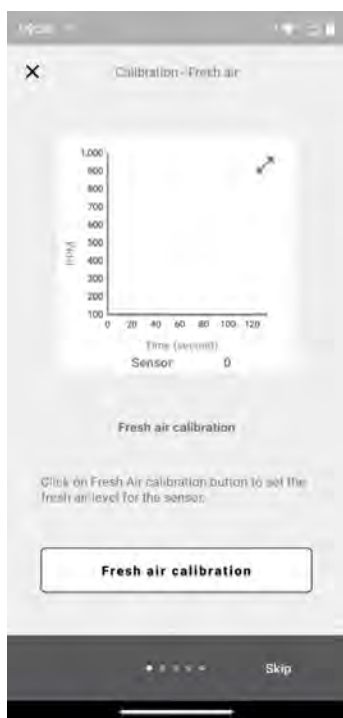 Calibration - Fresh air
1,000
900
800
700
600
500
400
300
200
100
PPM
0 20 40 60 80 100 120
Time (second)
Sensor 0
Fresh air calibration
Click on Fresh Air calibration button to set the
fresh air level for the sensor.
Fresh air calibration
Skip